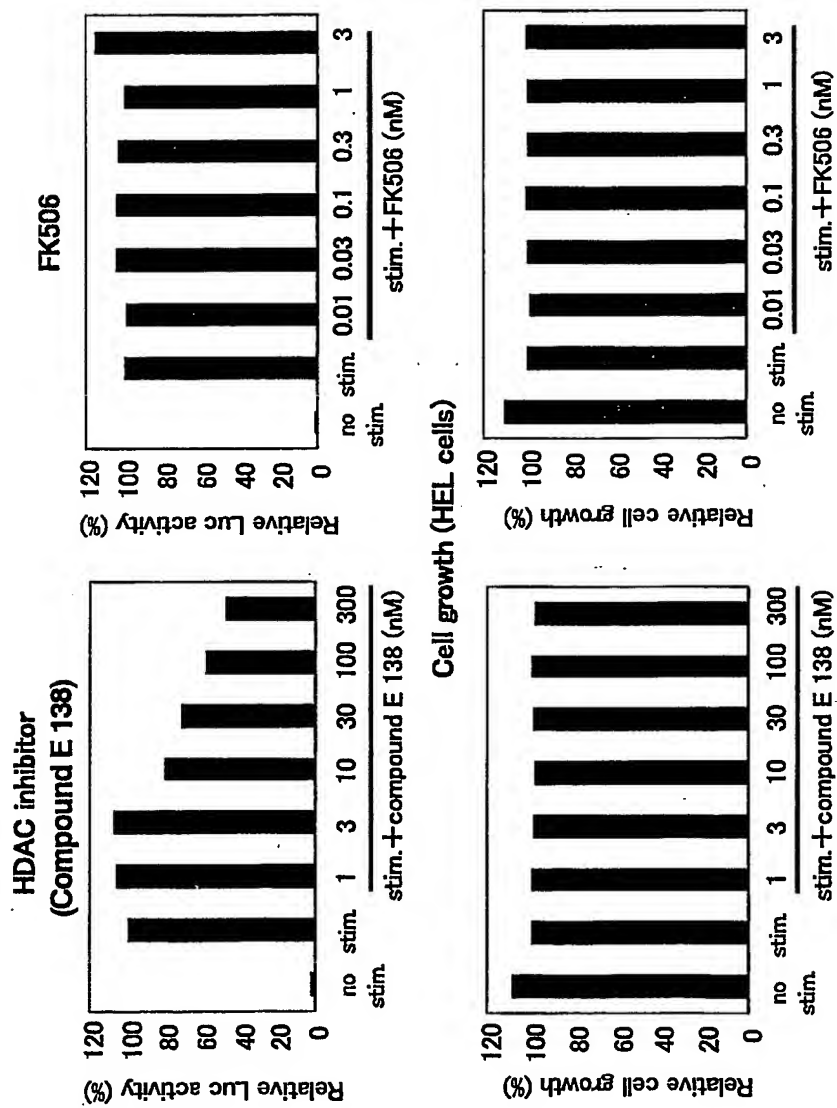 HDAC inhibitor
(Compound E 138)
Relative Luc activity (%)
120
100
80
60
40
20
0
no stim. stim. 1 3 10 30 100 300
stim.+compound E 138 (nM)
FK506
Relative Luc activity (%)
120
100
80
60
40
20
0
no stim. stim. 0.01 0.03 0.1 0.3 1 3
stim.+FK506 (nM)
Cell growth (HEL cells)
Relative cell growth (%)
120
100
80
60
40
20
0
no stim. stim. 1 3 10 30 100 300
stim.+compound E 138 (nM)
Relative cell growth (%)
120
100
80
60
40
20
0
no stim. stim. 0.01 0.03 0.1 0.3 1 3
stim.+FK506 (nM)